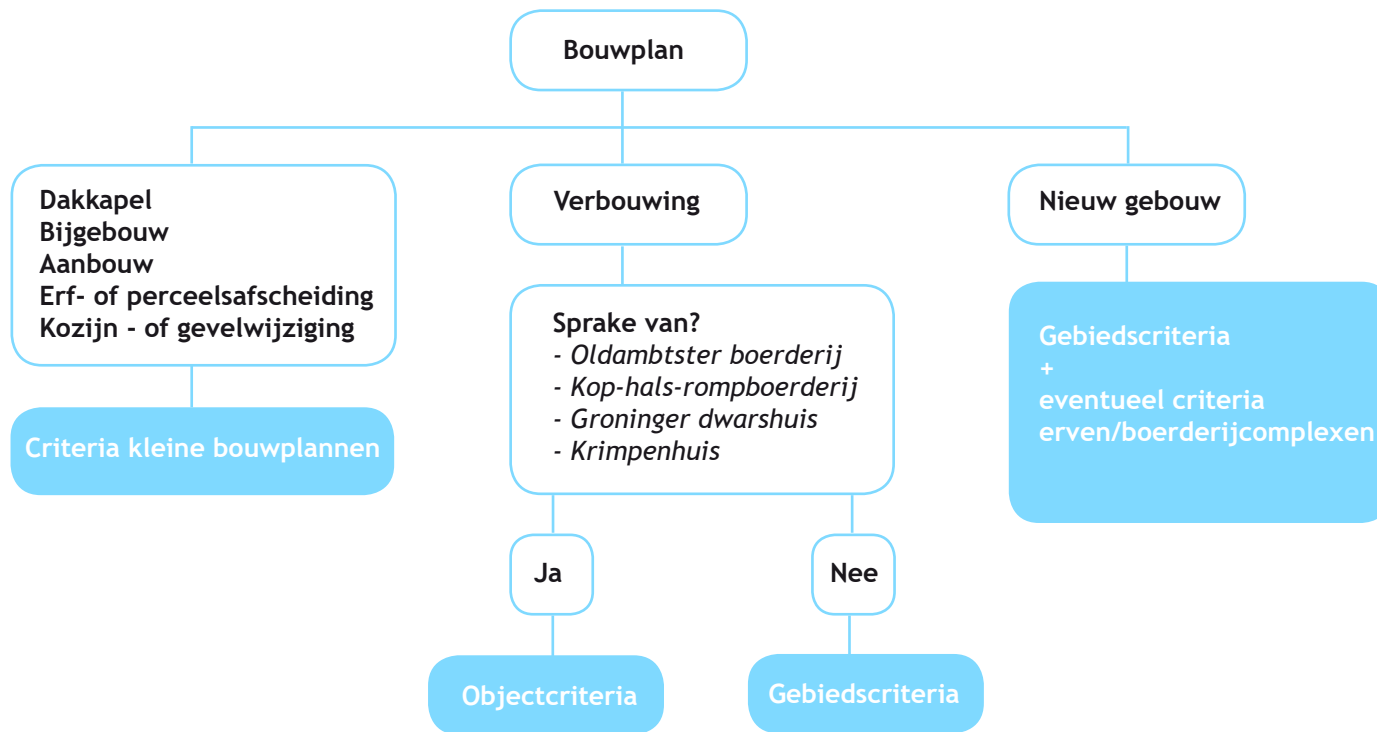 Bouwplan
Dakkapel
Bijgebouw
Aanbouw
Erf- of perceelsafscheiding
Kozijn - of gevelwijziging
Criteria kleine bouwplannen
Verbouwing
Sprake van?
- Oldambtster boerderij
- Kop-hals-rompboerderij
- Groninger dwarshuis
- Krimpenhuis
Ja
Nee
Objectcriteria
Gebiedscriteria
Nieuw gebouw
Gebiedscriteria
+
eventueel criteria
erven/boerderijcomplexen